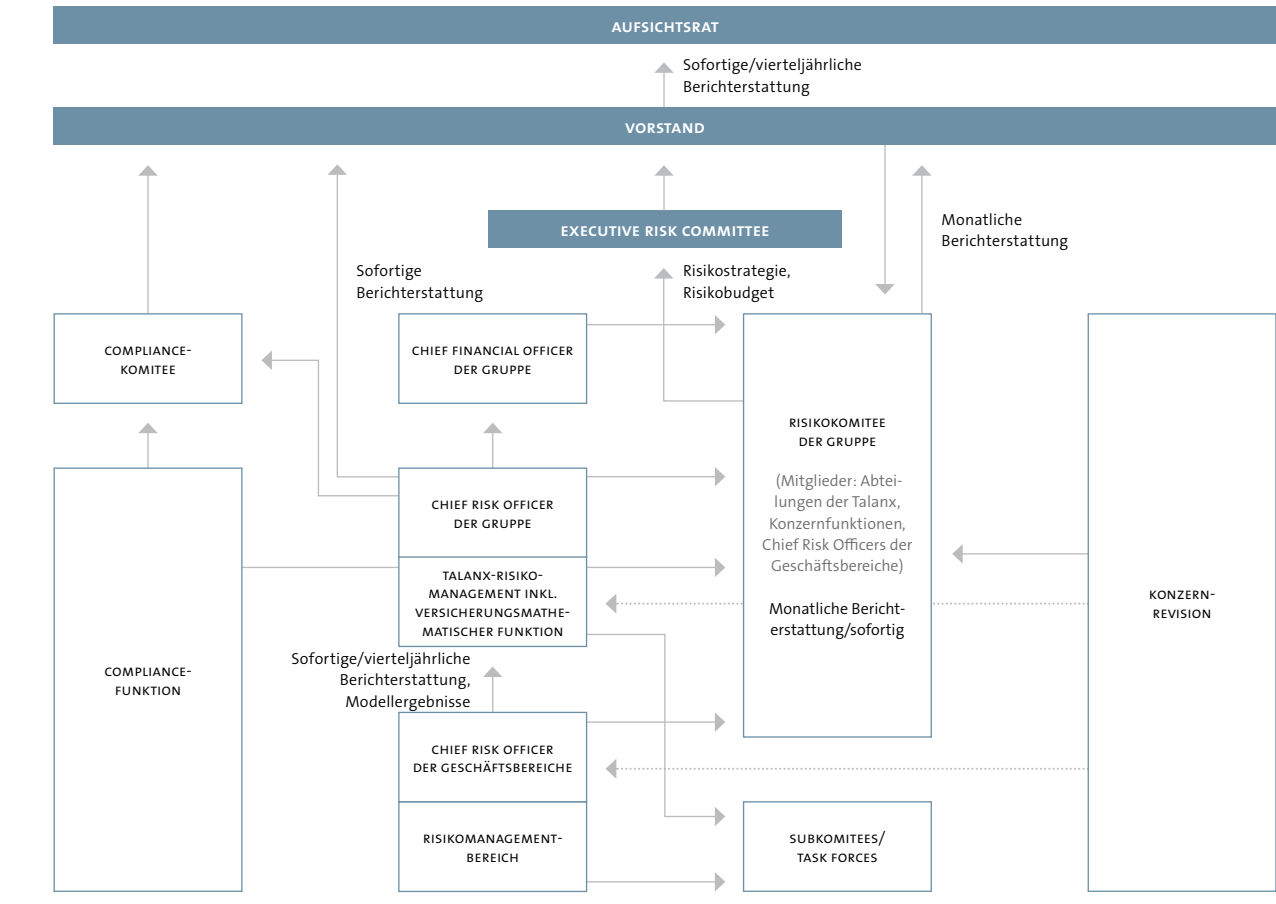 AUFSICHTSRAT
Sofortige/vierteljährliche
Berichterstattung
VORSTAND
EXECUTIVE RISK COMMITTEE
Monatliche
Berichterstattung
Sofortige
Berichterstattung
Risikostrategie,
Risikobudget
COMPLIANCE-
KOMITEE
CHIEF FINANCIAL OFFICER
DER GRUPPE
RISIKOKOMITEE
DER GRUPPE
(Mitglieder: Abtei-
lungen der Talanx,
Konzernfunktionen,
Chief Risk Officers der
Geschäftsbereiche)
Monatliche Bericht-
erstattung/sofortig
CHIEF RISK OFFICER
DER GRUPPE
TALANX-RISIKO-
MANAGEMENT INKL.
VERSICHERUNGSMATHE-
MATISCHER FUNKTION
KONZERN-
REVISION
COMPLIANCE-
FUNKTION
Sofortige/vierteljährliche
Berichterstattung,
Modellergebnisse
CHIEF RISK OFFICER
DER GESCHÄFTSBEREICHE
RISIKOMANAGEMENT-
BEREICH
SUBKOMITEES/
TASK FORCES